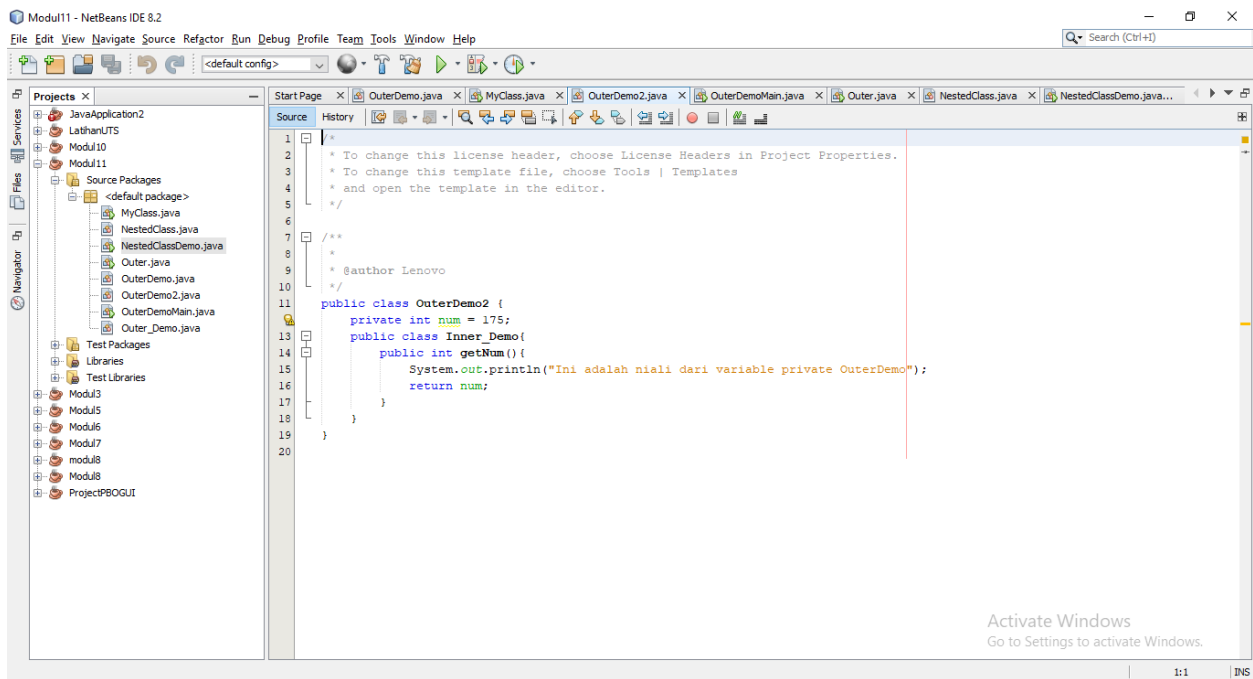 Modul11 - NetBeans IDE 8.2
File Edit View Navigate Source Refactor Run Debug Profile Team Tools Window Help
Search (Ctrl+I)
<default config>
Projects
Start Page
OuterDemo.java
MyClass.java
OuterDemo2.java
OuterDemoMain.java
Outer.java
NestedClass.java
NestedClassDemo.java...
Services
Files
Navigator
JavaApplication2
LatihanUTS
Modul10
Modul11
Source Packages
<default package>
MyClass.java
NestedClass.java
NestedClassDemo.java
Outer.java
OuterDemo.java
OuterDemo2.java
OuterDemoMain.java
Outer_Demo.java
Test Packages
Libraries
Test Libraries
Modul3
Modul5
Modul6
Modul7
modul8
Modul8
ProjectPBOGUI
Source History
1 /*
2 * To change this license header, choose License Headers in Project Properties.
3 * To change this template file, choose Tools | Templates
4 * and open the template in the editor.
5 */
6
7 /**
8 *
9 * @author Lenovo
10 */
11 public class OuterDemo2 {
private int num = 175;
13 public class Inner_Demo{
14 public int getNum(){
15 System.out.println("Ini adalah niali dari variable private OuterDemo");
16 return num;
17 }
18 }
19 }
20
Activate Windows
Go to Settings to activate Windows.
1:1 INS